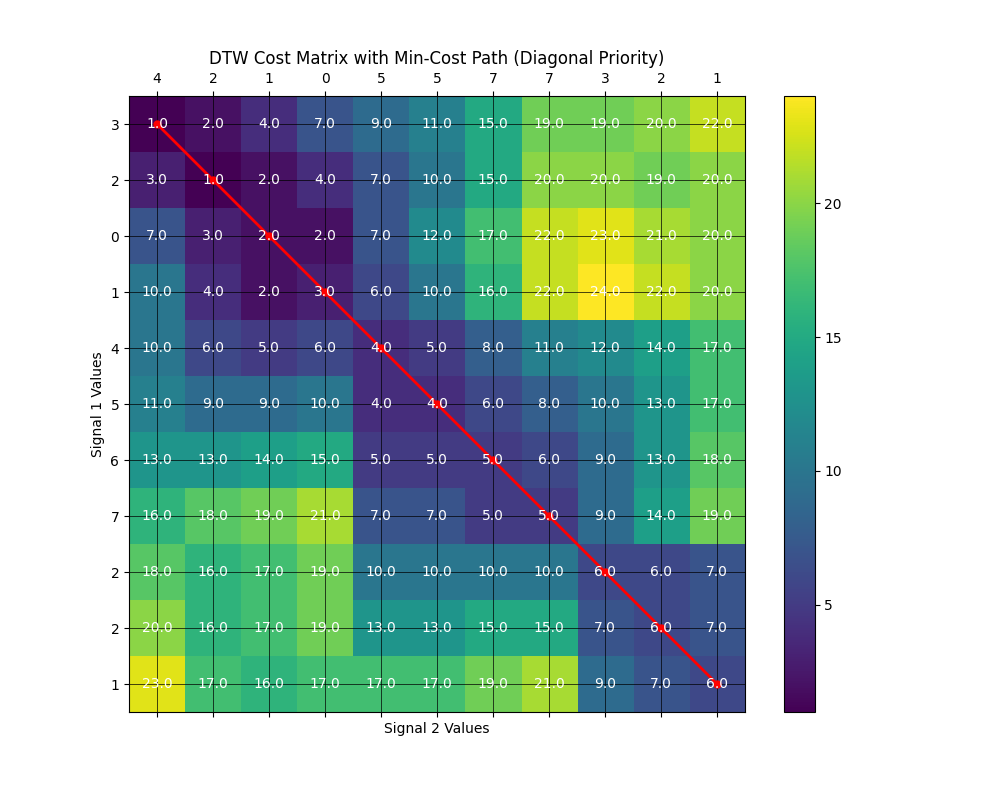 DTW Cost Matrix with Min-Cost Path (Diagonal Priority)
4 2 1 0 5 5 7 7 3 2 1
3 1.0 2.0 4.0 7.0 9.0 11.0 15.0 19.0 19.0 20.0 22.0
2 3.0 1.0 2.0 4.0 7.0 10.0 15.0 20.0 20.0 19.0 20.0
20
0 7.0 3.0 2.0 2.0 7.0 12.0 17.0 22.0 23.0 21.0 20.0
1 10.0 4.0 2.0 3.0 6.0 10.0 16.0 22.0 24.0 22.0 20.0
15
4 10.0 6.0 5.0 6.0 4.0 5.0 8.0 11.0 12.0 14.0 17.0
Signal 1 Values
5 11.0 9.0 9.0 10.0 4.0 4.0 6.0 8.0 10.0 13.0 17.0
6 13.0 13.0 14.0 15.0 5.0 5.0 5.0 6.0 9.0 13.0 18.0
10
7 16.0 18.0 19.0 21.0 7.0 7.0 5.0 5.0 9.0 14.0 19.0
2 18.0 16.0 17.0 19.0 10.0 10.0 10.0 10.0 6.0 6.0 7.0
5
2 20.0 16.0 17.0 19.0 13.0 13.0 15.0 15.0 7.0 6.0 7.0
1 23.0 17.0 16.0 17.0 17.0 17.0 19.0 21.0 9.0 7.0 6.0
Signal 2 Values